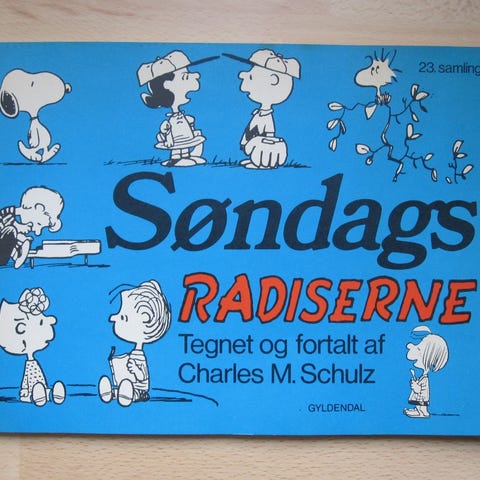 23. samling
Søndags
RADISERNE
Tegnet og fortalt af
Charles M. Schulz
GYLDENDAL